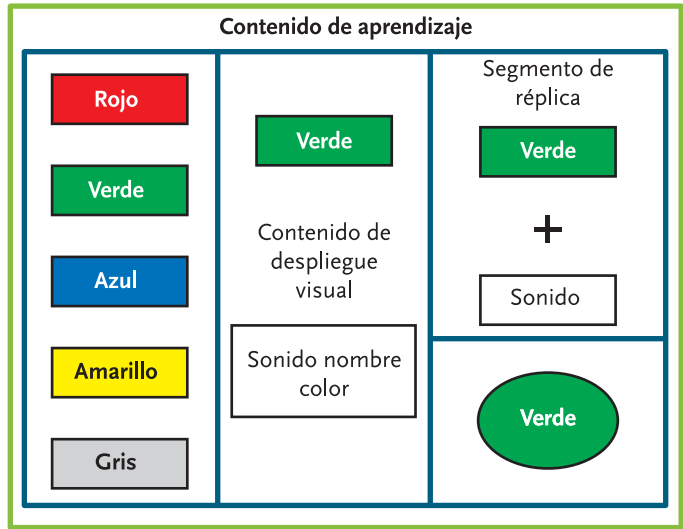 Contenido de aprendizaje
Rojo
Verde
Azul
Amarillo
Gris
Verde
Contenido de
despliegue
visual
Sonido nombre
color
Segmento de
réplica
Verde
+
Sonido
Verde